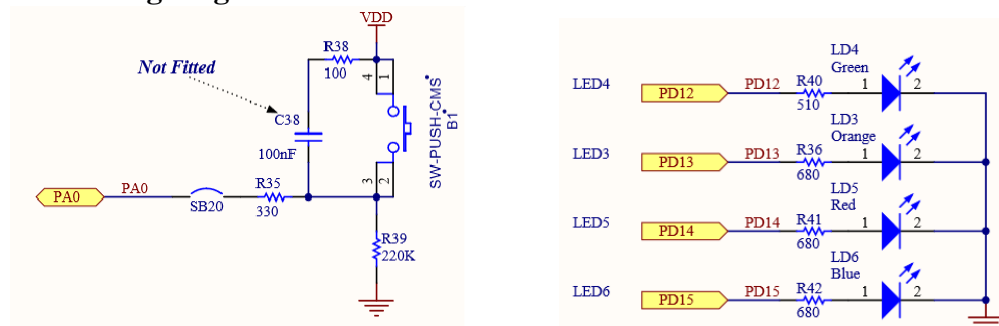 VDD
R38
100
Not Fitted
4
1
C38
100nF
SW-PUSH-CMS
B1
3
2
PA0
PA0
SB20
R35
330
R39
220K
LD4
Green
LED4
PD12
PD12
R40
510
1
2
LD3
Orange
LED3
PD13
PD13
R36
680
1
2
LD5
Red
LED5
PD14
PD14
R41
680
1
2
LD6
Blue
LED6
PD15
PD15
R42
680
1
2